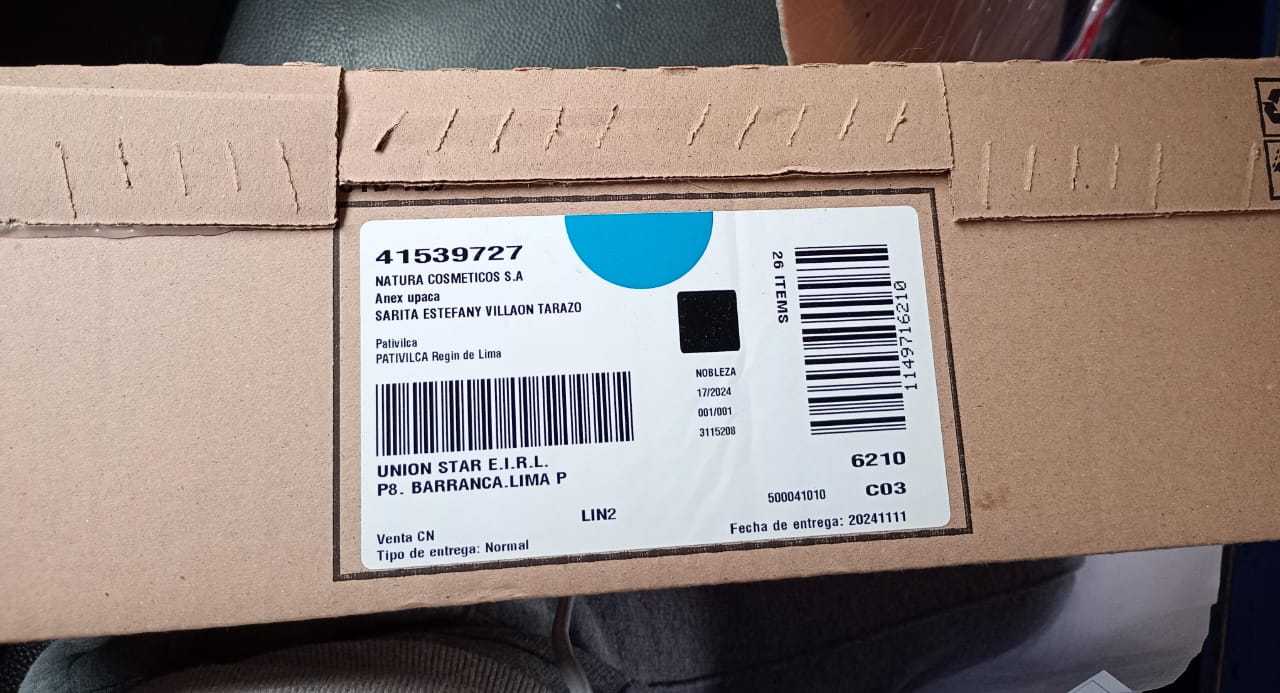 41539727
NATURA COSMETICOS S.A
Anex upaca
SARITA ESTEFANY VILLAON TARAZO
Pativilca
PATIVILCA Regin de Lima
UNION STAR E.I.R.L.
P8. BARRANCA.LIMA P
LIN2
Venta CN
Tipo de entrega: Normal
NOBLEZA
17/2024
001/001
3115208
26 ITEMS
1149716210
6210
500041010
C03
Fecha de entrega: 20241111